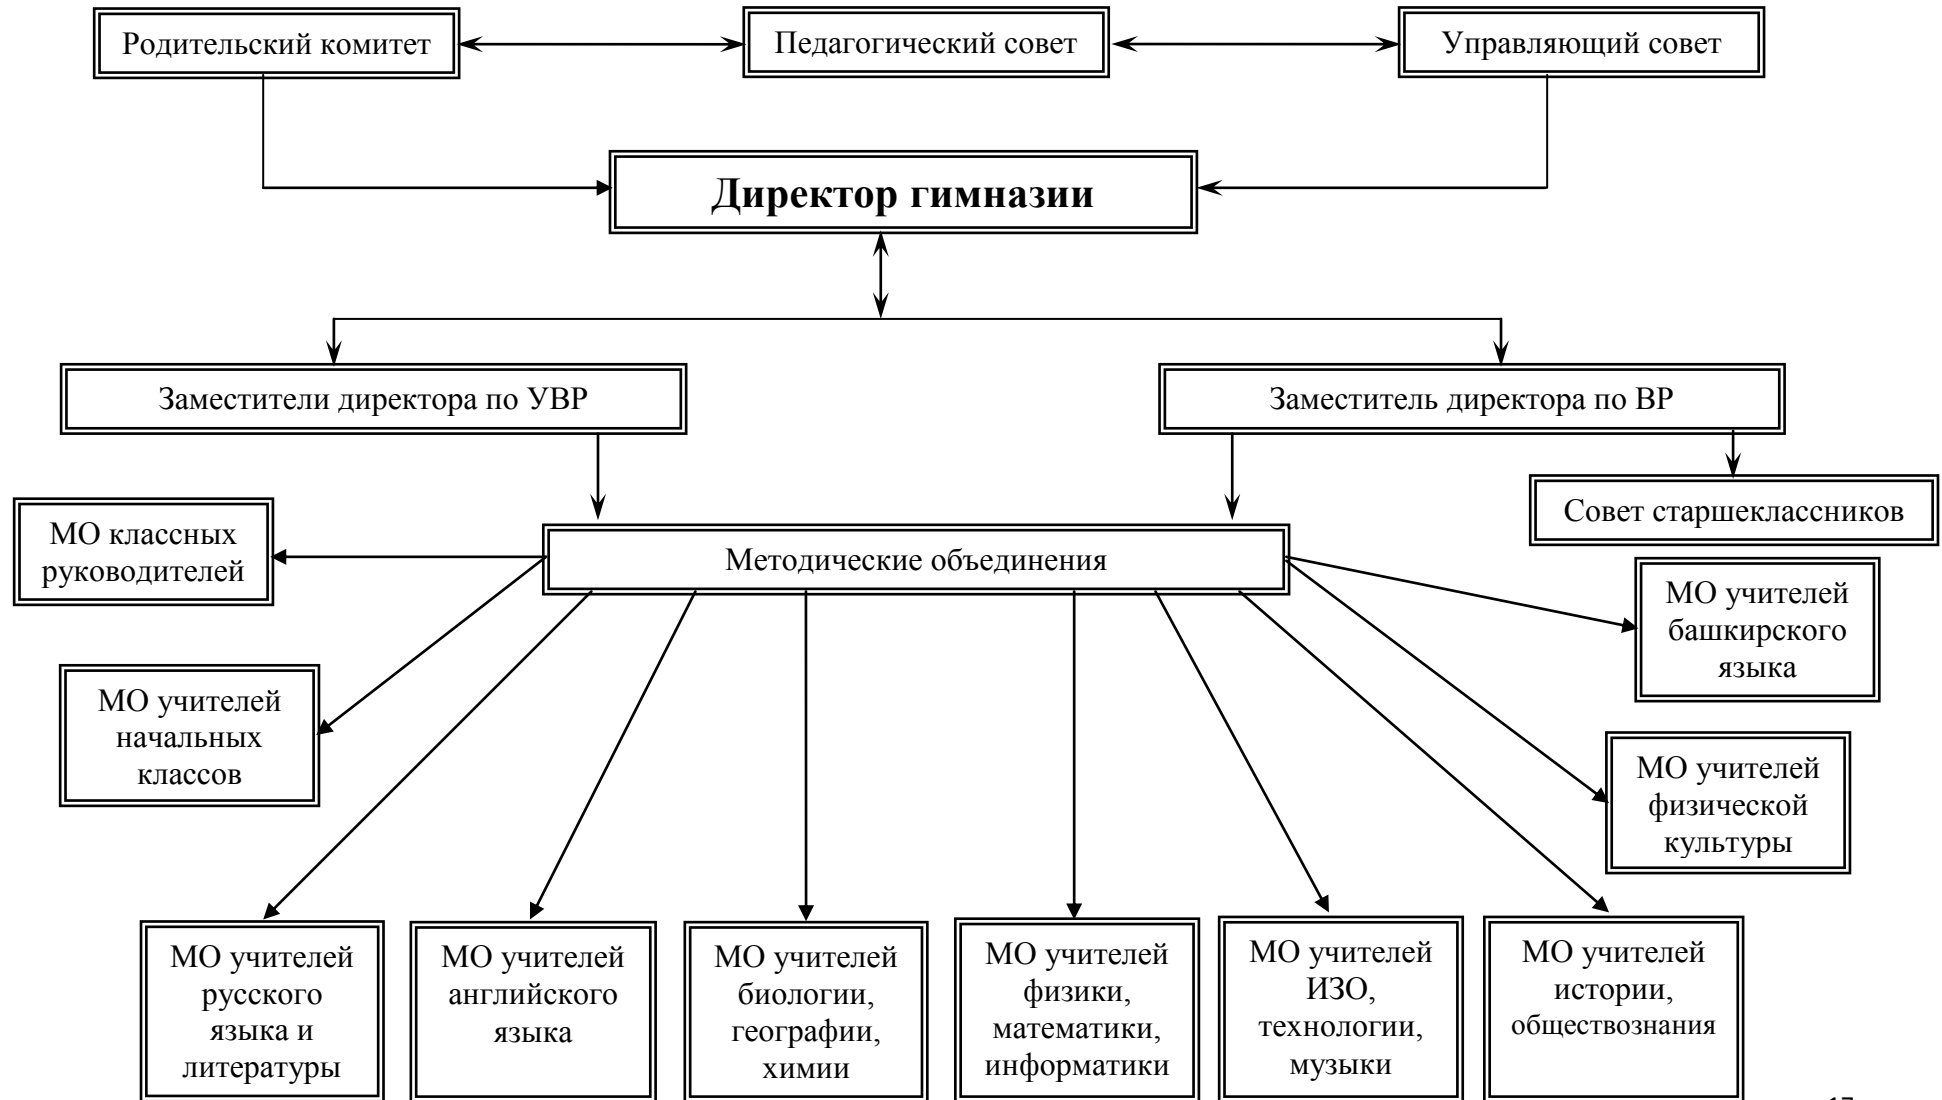 Родительский комитет
Педагогический совет
Управляющий совет
Директор гимназии
Заместители директора по УВР
Заместитель директора по ВР
Совет старшеклассников
МО классных
руководителей
Методические объединения
МО учителей
башкирского
языка
МО учителей
начальных
классов
МО учителей
физической
культуры
МО учителей
русского
языка и
литературы
МО учителей
английского
языка
МО учителей
биологии,
географии,
химии
МО учителей
физики,
математики,
информатики
МО учителей
ИЗО,
технологии,
музыки
МО учителей
истории,
обществознания